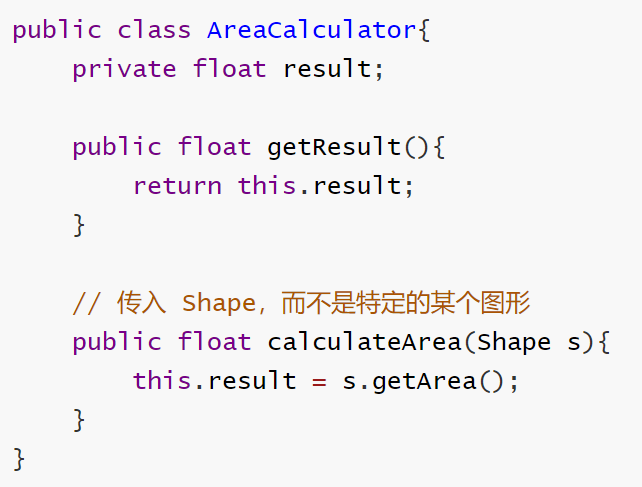 public class AreaCalculator{
    private float result;

    public float getResult(){
        return this.result;
    }

    // 传入 Shape，而不是特定的某个图形
    public float calculateArea(Shape s){
        this.result = s.getArea();
    }
}